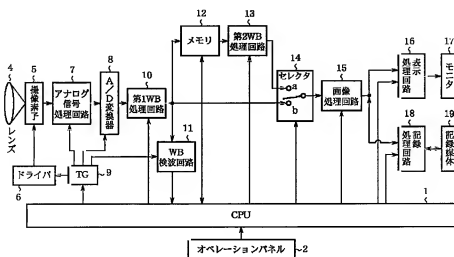 12
13
メモリ
第2WB
処理回路
4
5
7
8
10
14
15
16
17
レンズ
撮像素子
アナログ
信号
処理回路
A/D変換器
第1WB
処理回路
セレクタ
a
b
画像
処理回路
表示
処理回路
モニタ
11
18
19
WB
検波回路
記録
処理回路
記録媒体
ドライバ
TG
9
6
1
CPU
オペレーションパネル
2